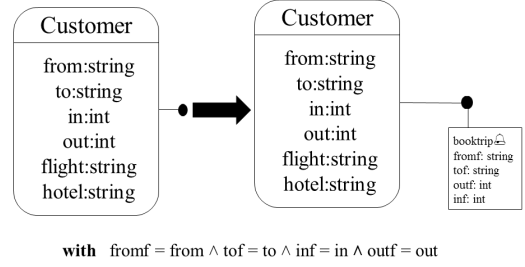 Customer
from:string
to:string
in:int
out:int
flight:string
hotel:string
Customer
from:string
to:string
in:int
out:int
flight:string
hotel:string
booktrip
fromf: string
tof: string
outf: int
inf: int
with fromf = from ∧ tof = to ∧ inf = in ∧ outf = out